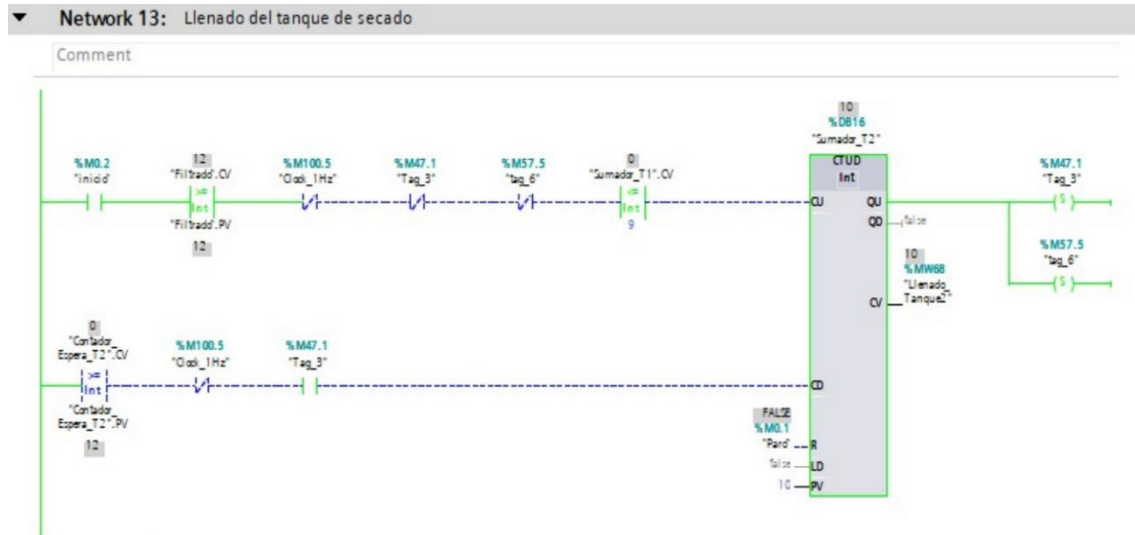 Network 13: Llenado del tanque de secado
Comment
10
%DB16
"Sumador_T2"
CTUD
Int
%M0.2
"inicio"
12
"Filtrado".CV
>=
Int
"Filtrado".PV
12
%M100.5
"Clock_1Hz"
%M47.1
"Tag_3"
%M57.5
"tag_6"
0
"Sumador_T1".CV
<=
Int
9
CU
QU
QD
false
%M47.1
"Tag_3"
S
10
%MW68
"Llenado_
Tanque2"
CV
%M57.5
"tag_6"
S
0
"Contador_
Espera_T2".CV
>=
Int
"Contador_
Espera_T2".PV
12
%M100.5
"Clock_1Hz"
%M47.1
"Tag_3"
CD
FALSE
%M0.1
"Paro"
R
false
LD
10
PV